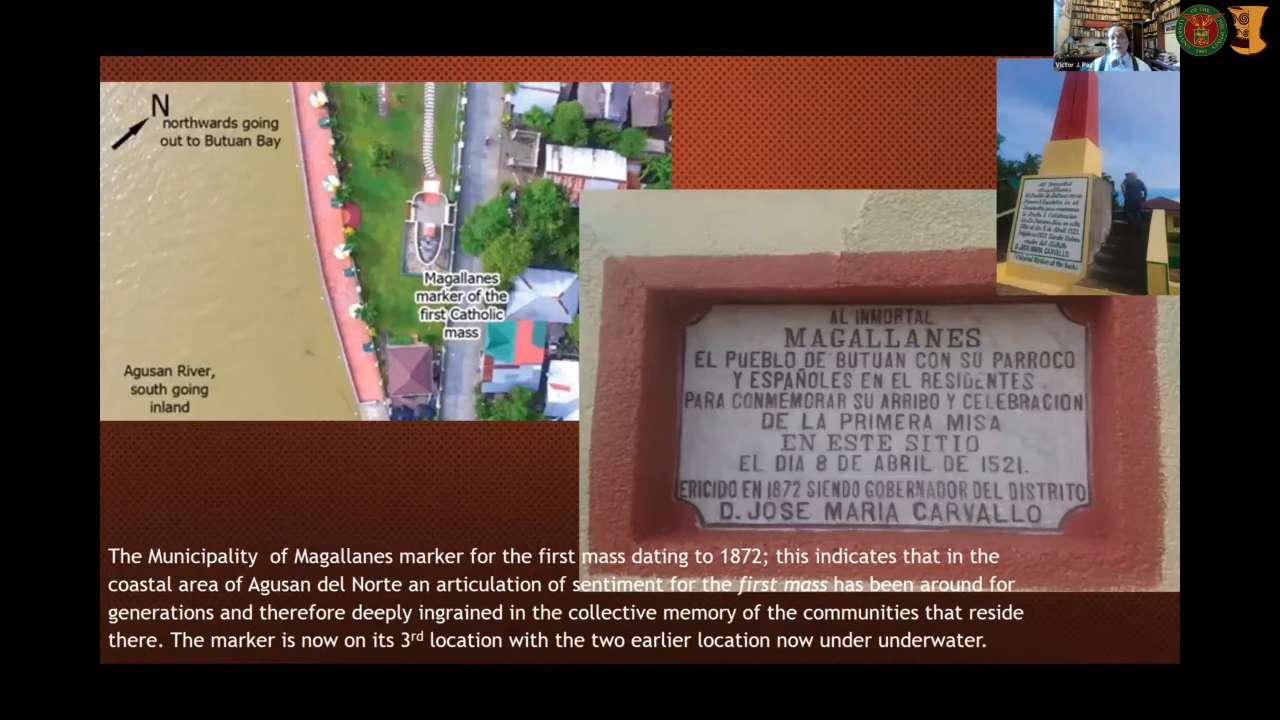 Victor J. Paz
N
northwards going
out to Butuan Bay
Magallanes
marker of the
first Catholic
mass
Agusan River,
south going
inland
AL INMORTAL
MAGALLANES
EL PUEBLO DE BUTUAN CON SU PARROCO
Y ESPAÑOLES EN EL RESIDENTES
PARA CONMEMORAR SU ARRIBO Y CELEBRACION
DE LA PRIMERA MISA
EN ESTE SITIO
EL DIA 8 DE ABRIL DE 1521.
ERICIDO EN 1872 SIENDO GOBERNADOR DEL DISTRITO
D. JOSE MARIA CARVALLO
The Municipality of Magallanes marker for the first mass dating to 1872; this indicates that in the
coastal area of Agusan del Norte an articulation of sentiment for the first mass has been around for
generations and therefore deeply ingrained in the collective memory of the communities that reside
there. The marker is now on its 3rd location with the two earlier location now under underwater.